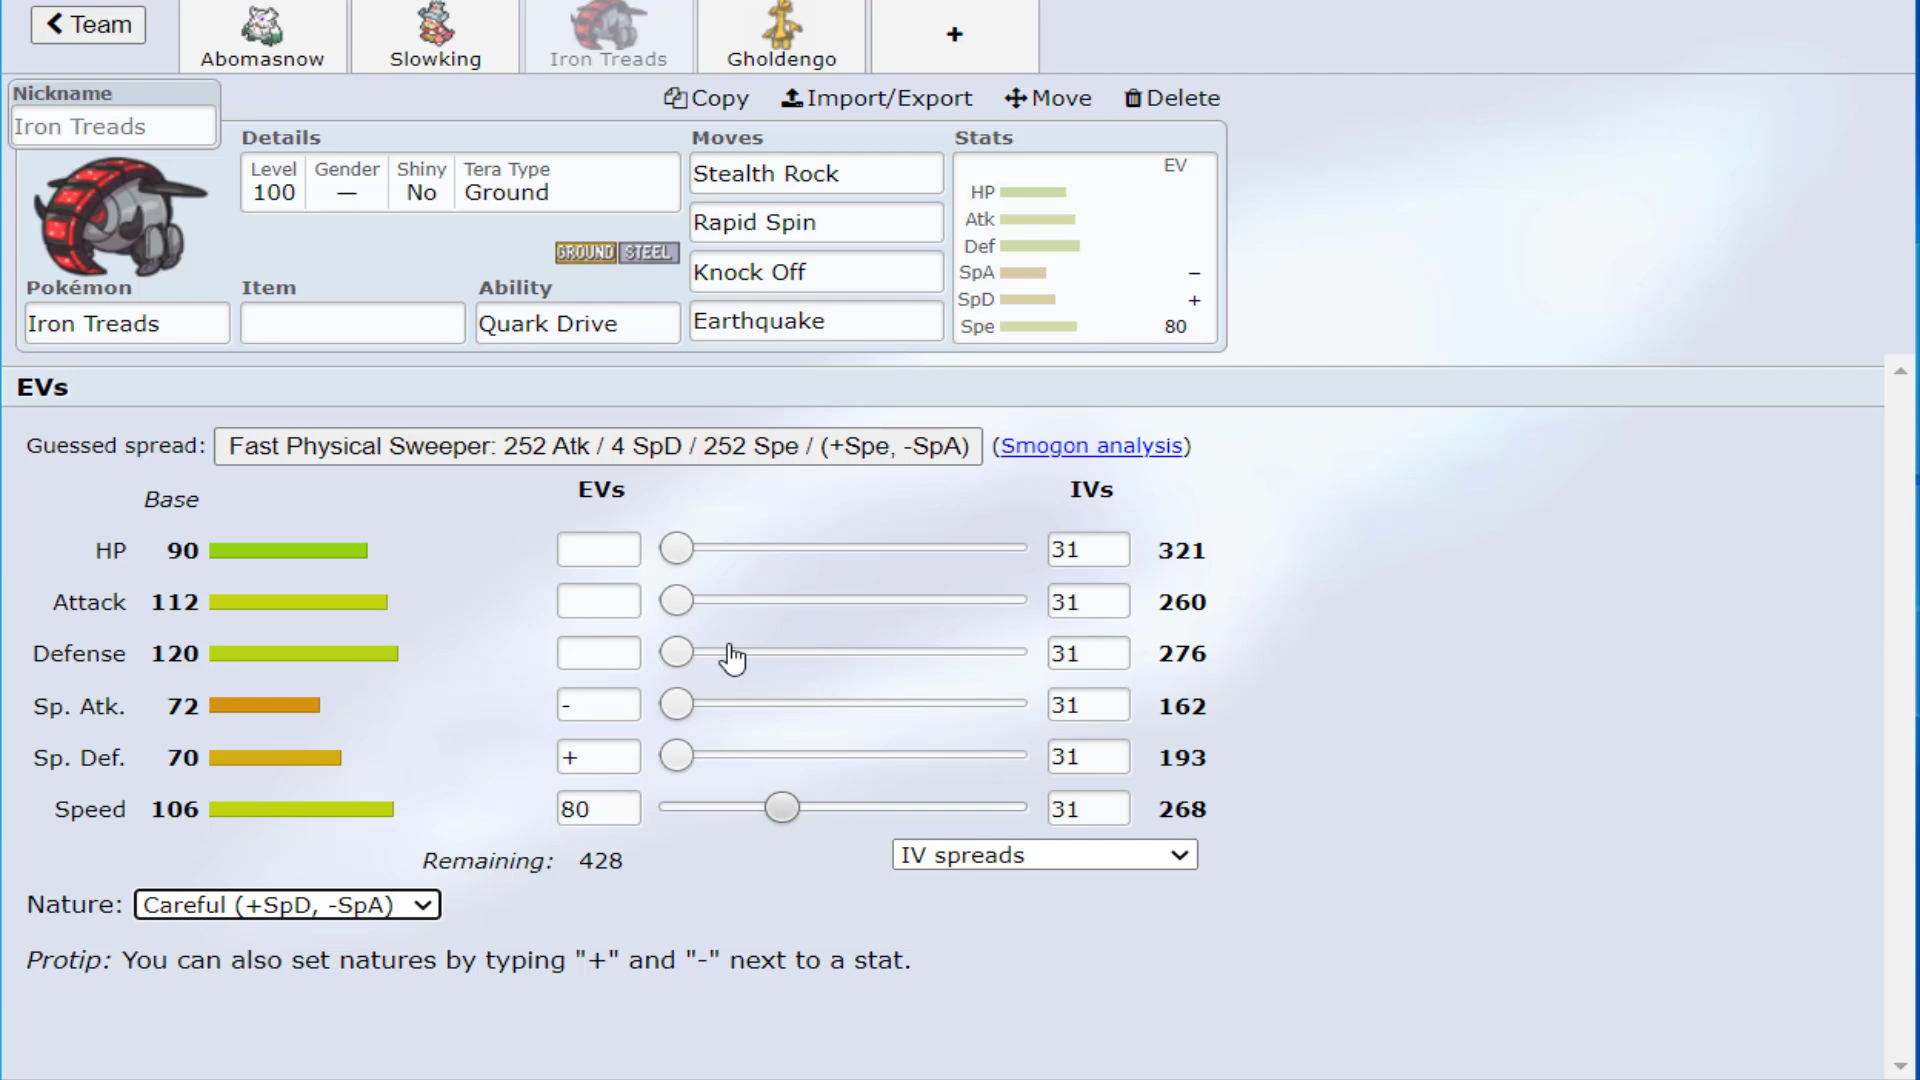 Team
Abomasnow
Slowking
Iron Treads
Gholdengo
+
Nickname
Iron Treads
Copy
Import/Export
Move
Delete
Details
Level
100
Gender
—
Shiny
No
Tera Type
Ground
GROUND STEEL
Pokémon
Iron Treads
Item
Ability
Quark Drive
Moves
Stealth Rock
Rapid Spin
Knock Off
Earthquake
Stats
EV
HP
Atk
Def
SpA −
SpD +
Spe 80
EVs
Guessed spread: Fast Physical Sweeper: 252 Atk / 4 SpD / 252 Spe / (+Spe, -SpA) (Smogon analysis)
Base EVs IVs
HP 90 31 321
Attack 112 31 260
Defense 120 31 276
Sp. Atk. 72 - 31 162
Sp. Def. 70 + 31 193
Speed 106 80 31 268
Remaining: 428 IV spreads
Nature: Careful (+SpD, -SpA)
Protip: You can also set natures by typing "+" and "-" next to a stat.